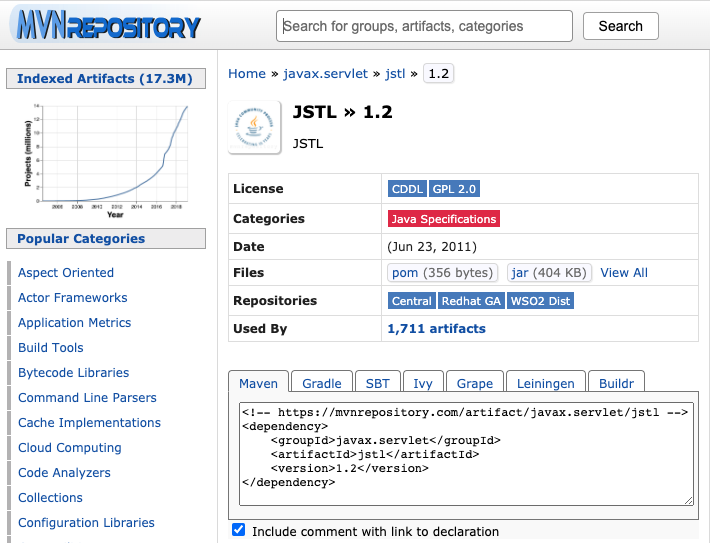 MVNREPOSITORY
Search for groups, artifacts, categories
Search
Indexed Artifacts (17.3M)
Projects (millions)
14
12
10
8
6
4
2
0
2006 2008 2010 2012 2014 2016 2018
Year
Popular Categories
Aspect Oriented
Actor Frameworks
Application Metrics
Build Tools
Bytecode Libraries
Command Line Parsers
Cache Implementations
Cloud Computing
Code Analyzers
Collections
Configuration Libraries
Home » javax.servlet » jstl » 1.2
JSTL » 1.2
JSTL
License CDDL GPL 2.0
Categories Java Specifications
Date (Jun 23, 2011)
Files pom (356 bytes) jar (404 KB) View All
Repositories Central Redhat GA WSO2 Dist
Used By 1,711 artifacts
Maven Gradle SBT Ivy Grape Leiningen Buildr
<!-- https://mvnrepository.com/artifact/javax.servlet/jstl -->
<dependency>
    <groupId>javax.servlet</groupId>
    <artifactId>jstl</artifactId>
    <version>1.2</version>
</dependency>
Include comment with link to declaration